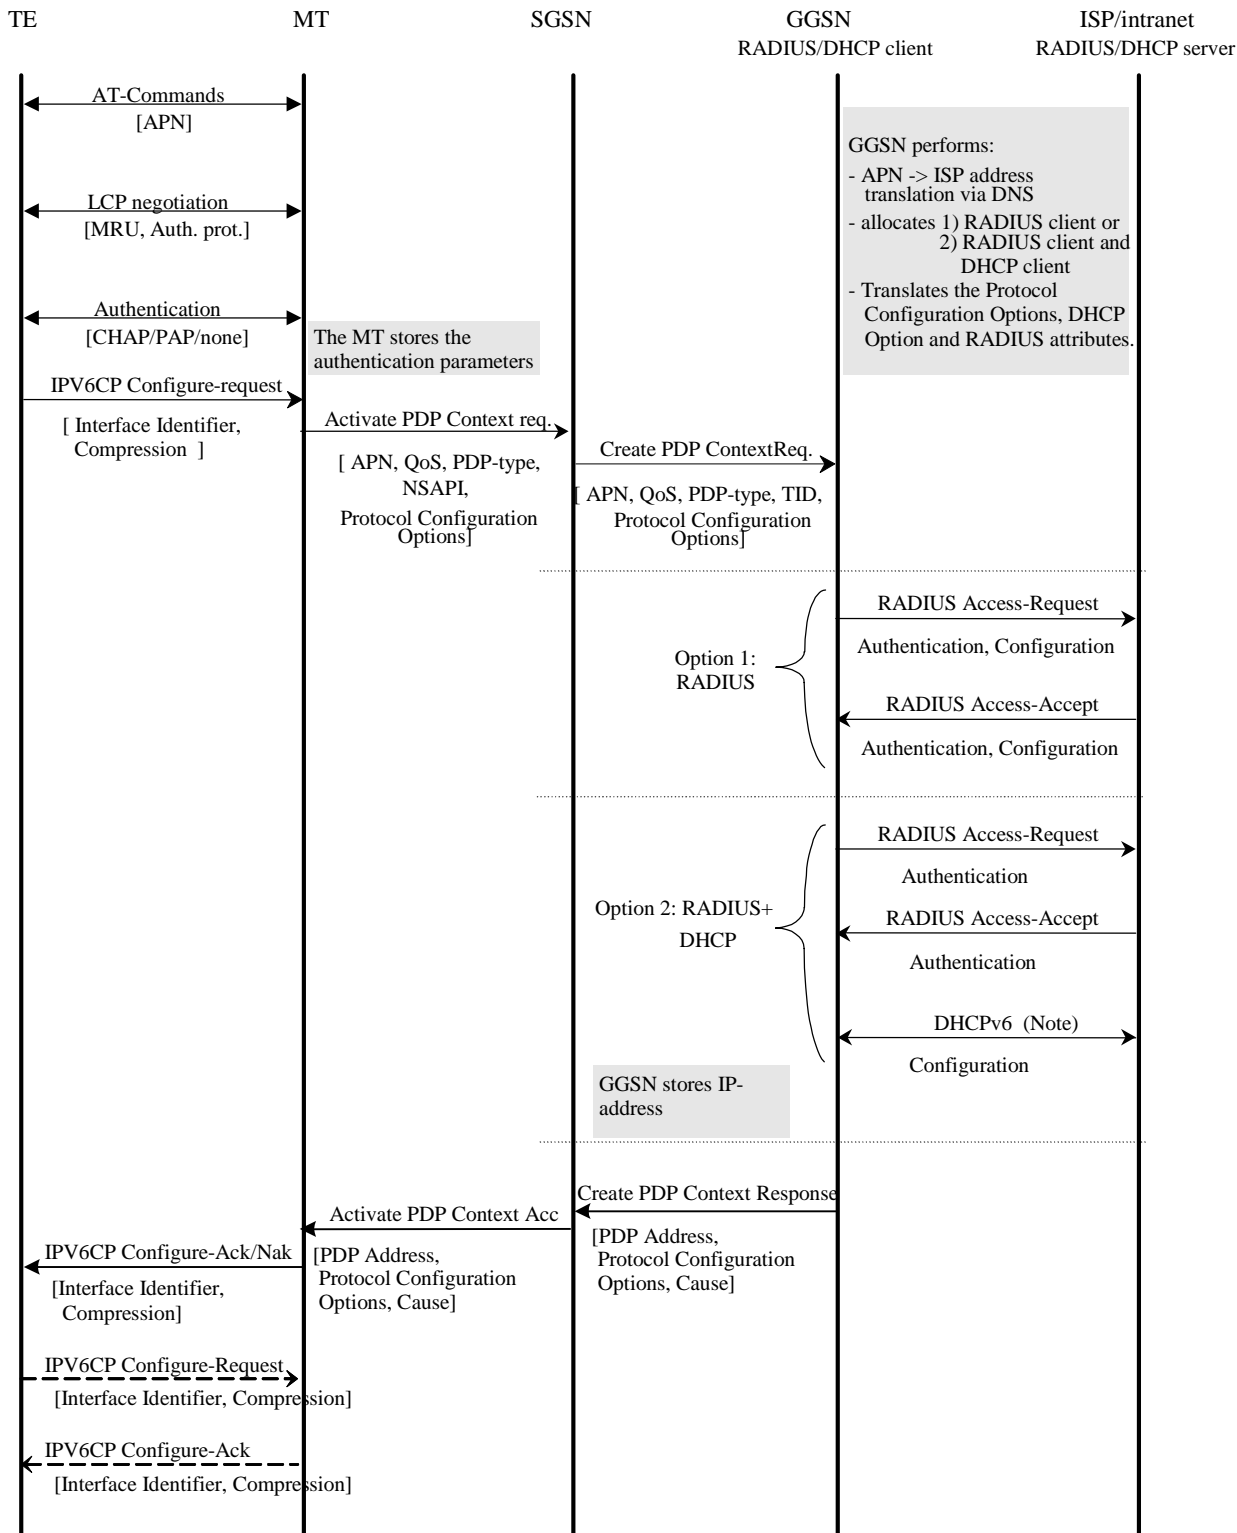 TE
MT
SGSN
GGSN
ISP/intranet
RADIUS/DHCP client
RADIUS/DHCP server
AT-Commands
[APN]
LCP negotiation
[MRU, Auth. prot.]
Authentication
[CHAP/PAP/none]
The MT stores the
authentication parameters
GGSN performs:
- APN -> ISP address
translation via DNS
- allocates 1) RADIUS client or
2) RADIUS client and
DHCP client
- Translates the Protocol
Configuration Options, DHCP
Option and RADIUS attributes.
IPV6CP Configure-request
[ Interface Identifier,
Compression ]
Activate PDP Context req.
[ APN, QoS, PDP-type,
NSAPI,
Protocol Configuration
Options]
Create PDP ContextReq.
[ APN, QoS, PDP-type, TID,
Protocol Configuration
Options]
Option 1:
RADIUS
RADIUS Access-Request
Authentication, Configuration
RADIUS Access-Accept
Authentication, Configuration
Option 2: RADIUS+
DHCP
RADIUS Access-Request
Authentication
RADIUS Access-Accept
Authentication
DHCPv6 (Note)
Configuration
GGSN stores IP-
address
Create PDP Context Response
[PDP Address,
Protocol Configuration
Options, Cause]
Activate PDP Context Acc
[PDP Address,
Protocol Configuration
Options, Cause]
IPV6CP Configure-Ack/Nak
[Interface Identifier,
Compression]
IPV6CP Configure-Request
[Interface Identifier, Compression]
IPV6CP Configure-Ack
[Interface Identifier, Compression]